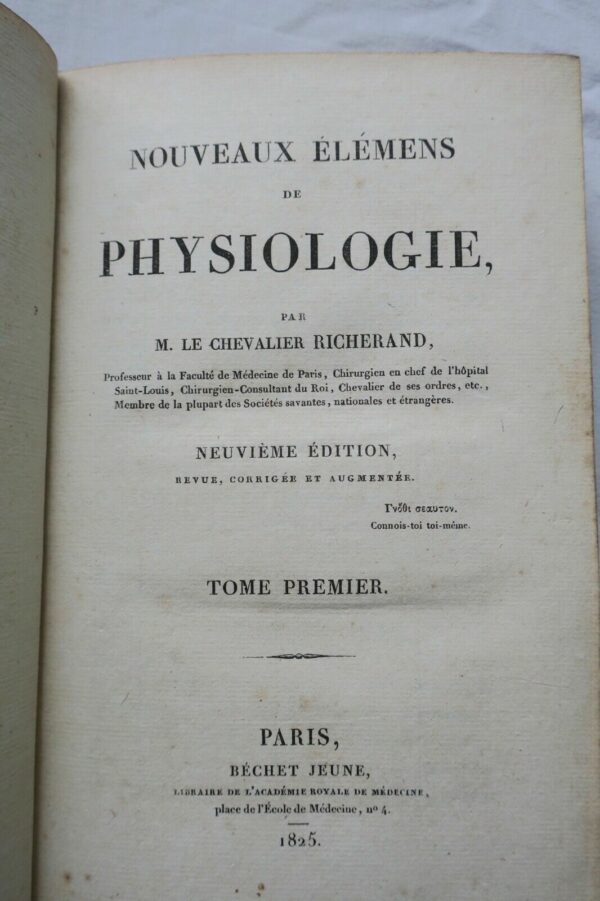 NOUVEAUX ÉLÉMENS
DE
PHYSIOLOGIE,
PAR
M. LE CHEVALIER RICHERAND,
Professeur à la Faculté de Médecine de Paris, Chirurgien en chef de l'hôpital
Saint-Louis, Chirurgien-Consultant du Roi, Chevalier de ses ordres, etc.,
Membre de la plupart des Sociétés savantes, nationales et étrangères.
NEUVIÈME ÉDITION,
REVUE, CORRIGÉE ET AUGMENTÉE.
Γνῶθι σεαυτον.
Connois-toi toi-même.
TOME PREMIER.
PARIS,
BÉCHET JEUNE,
LIBRAIRE DE L'ACADÉMIE ROYALE DE MÉDECINE,
place de l'École de Médecine, nº 4.
1825.